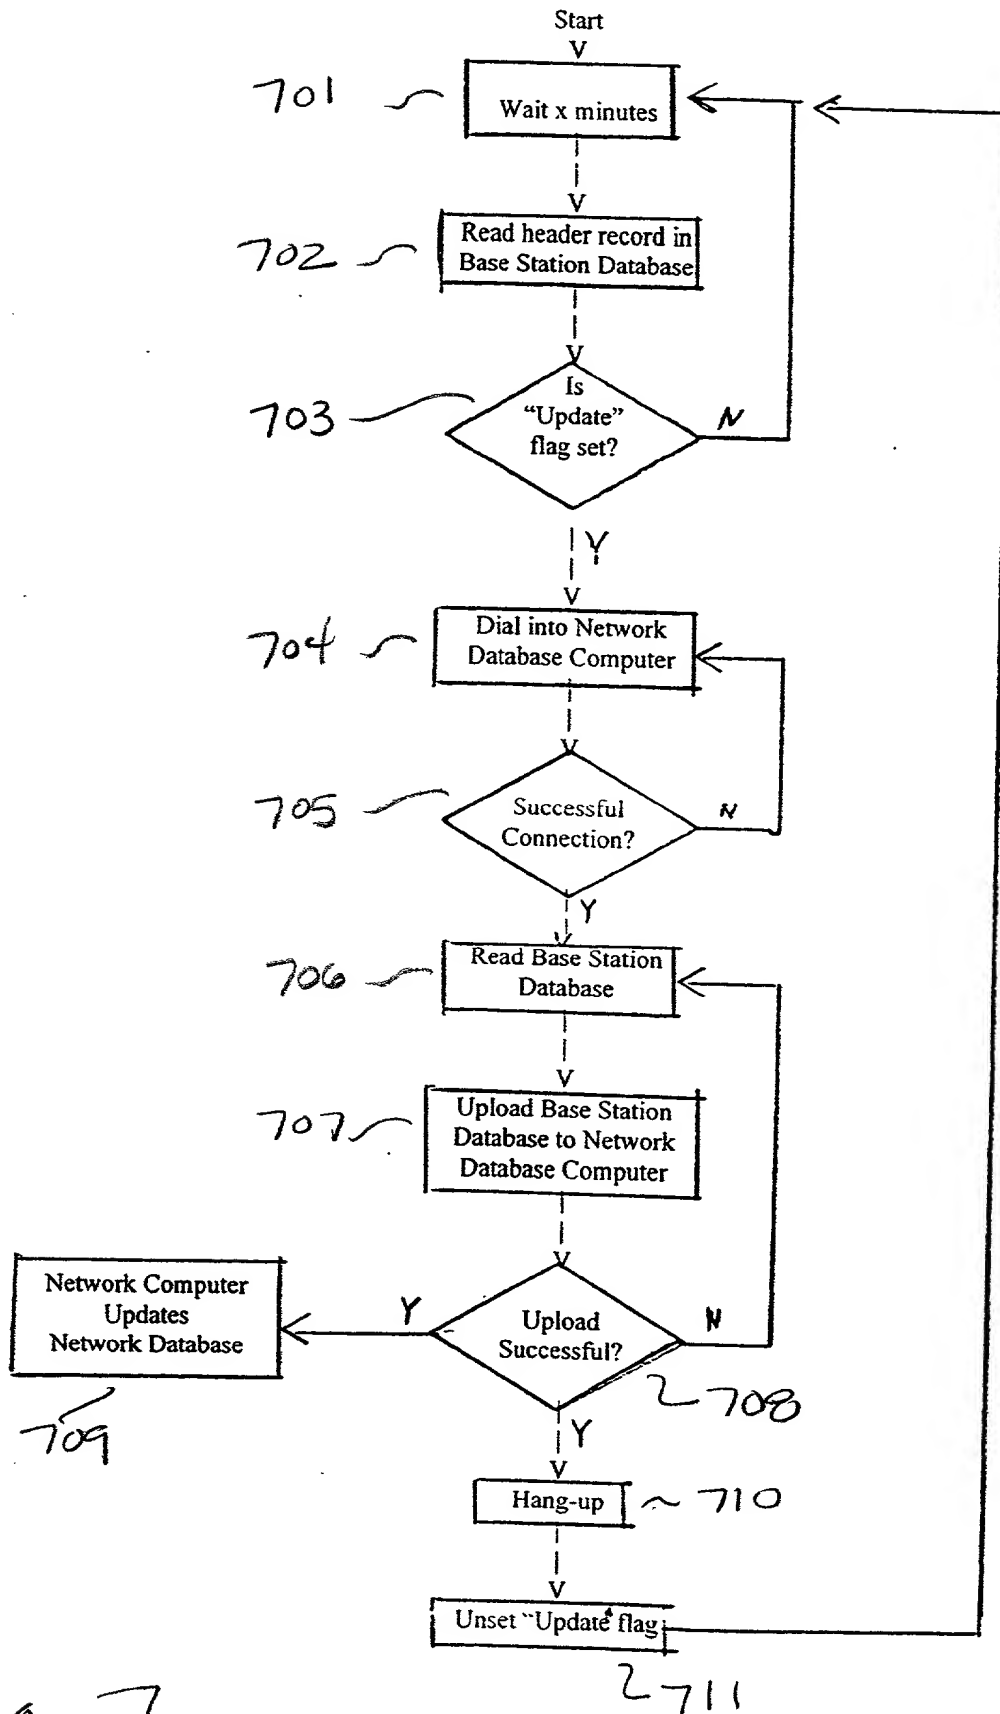 Start
701
Wait x minutes
702
Read header record in
Base Station Database
703
Is
“Update”
flag set?
N
Y
704
Dial into Network
Database Computer
705
Successful
Connection?
N
Y
706
Read Base Station
Database
707
Upload Base Station
Database to Network
Database Computer
Network Computer
Updates
Network Database
709
Y
Upload
Successful?
N
708
Y
Hang-up
710
Unset “Update” flag
711
7